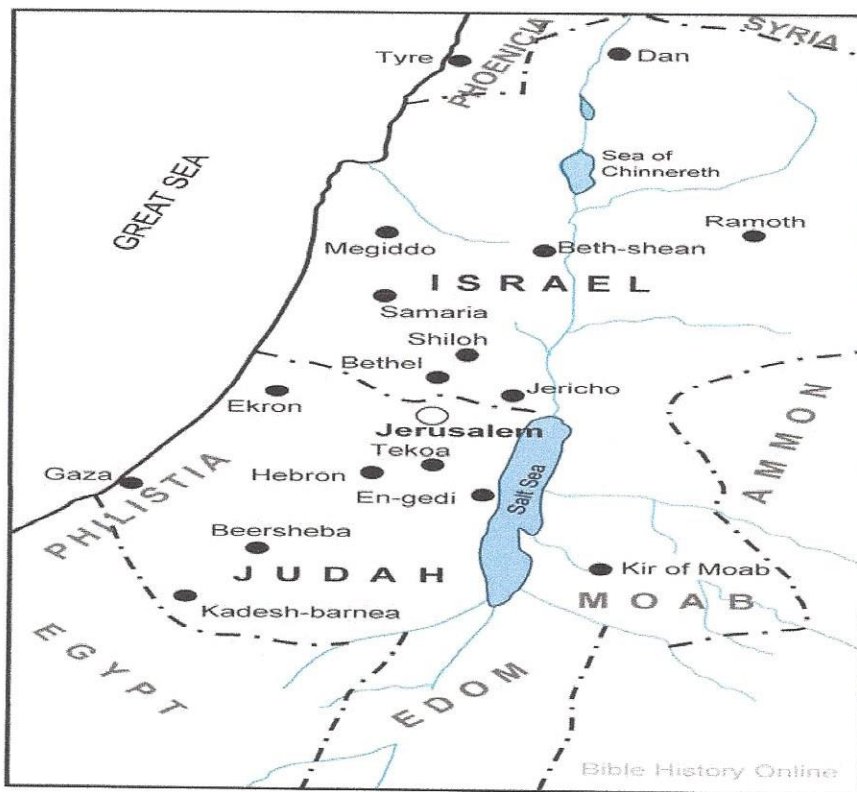 SYRIA
PHOENICIA
Tyre
Dan
GREAT SEA
Sea of
Chinnereth
Ramoth
Megiddo
Beth-shean
ISRAEL
Samaria
Shiloh
Bethel
Jericho
Ekron
Jerusalem
AMMON
Tekoa
Gaza
Hebron
PHILISTIA
En-gedi
Salt Sea
Beersheba
JUDAH
Kir of Moab
MOAB
Kadesh-barnea
EGYPT
EDOM
Bible History Online